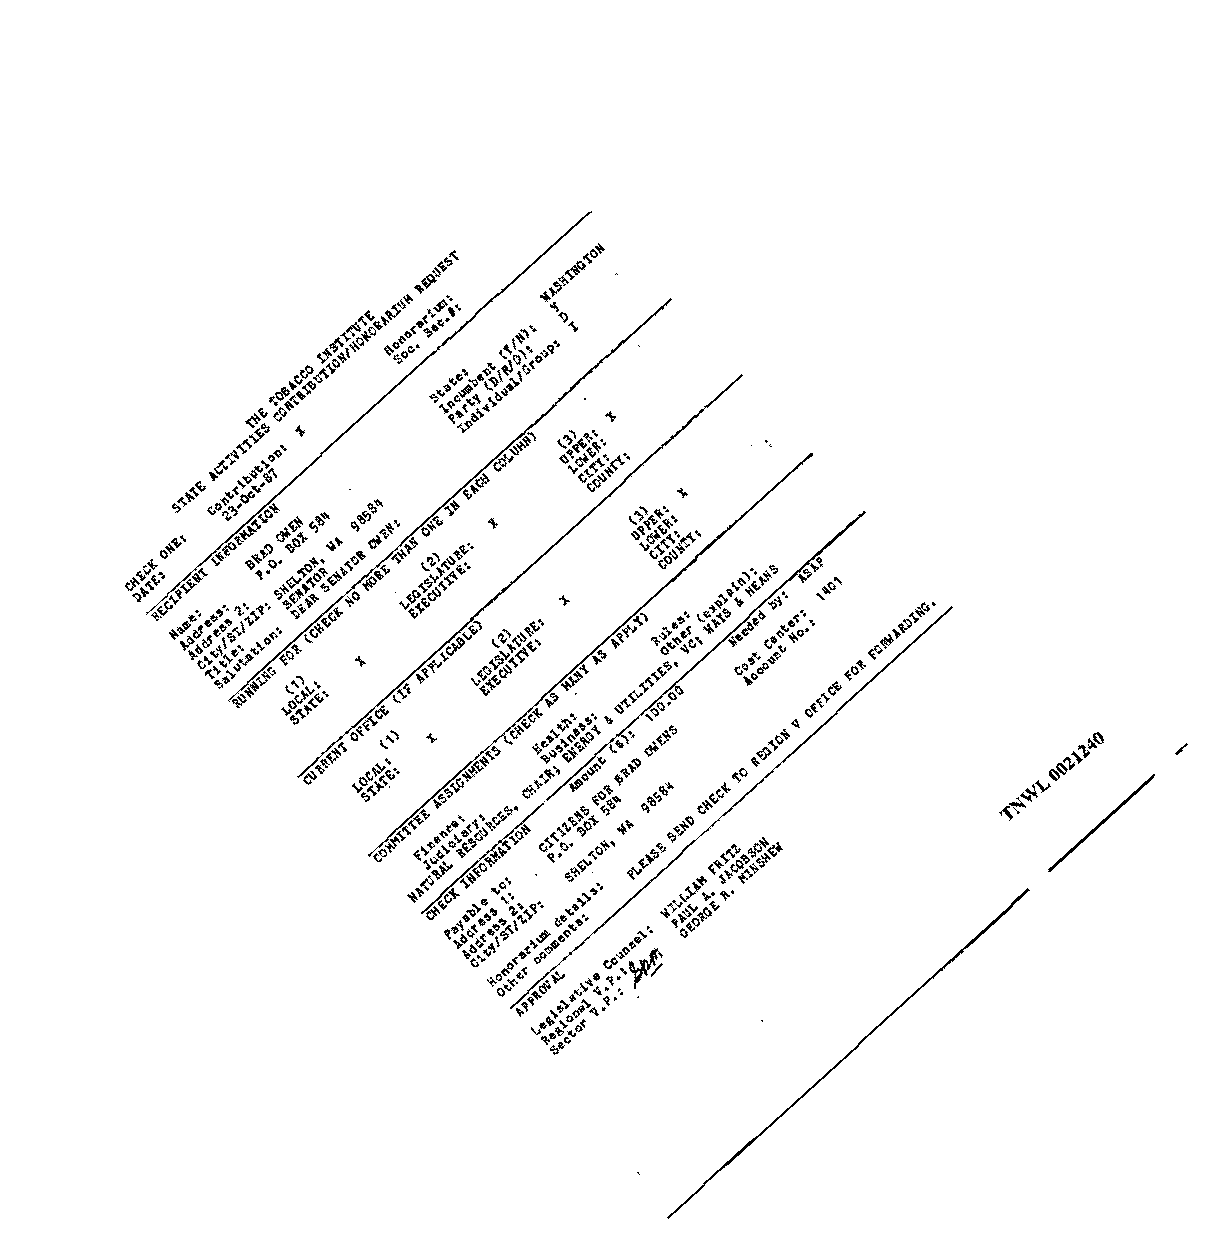 THE TOBACCO INSTITUTE
STATE ACTIVITIES CONTRIBUTION/HONORARIUM REQUEST
CHECK ONE: Contribution: X Honorarium:
DATE: 23-Oct-87 Soc. Sec.#:
RECIPIENT INFORMATION
Name: BRAD OWEN State: WASHINGTON
Address: P.O. BOX 584 Incumbent (Y/N): Y
Address 2: Party (D/R/O): D
City/ST/ZIP: SHELTON, WA 98584 Individual/Group: X
Title: SENATOR
Salutation: DEAR SENATOR OWEN:
RUNNING FOR (CHECK NO MORE THAN ONE IN EACH COLUMN)
(1) (2) (3)
LOCAL: LEGISLATURE: X UPPER: X
STATE: X EXECUTIVE: LOWER:
CITY:
COUNTY:
CURRENT OFFICE (IF APPLICABLE)
(1) (2) (3)
LOCAL: LEGISLATURE: X UPPER: X
STATE: X EXECUTIVE: LOWER:
CITY:
COUNTY:
COMMITTEE ASSIGNMENTS (CHECK AS MANY AS APPLY)
Finance: Health: Rules:
Judiciary: Business: Other (explain):
NATURAL RESOURCES, CHAIR; ENERGY & UTILITIES, VC; WAYS & MEANS
CHECK INFORMATION Amount ($): 100.00 Needed by: ASAP
Payable to: CITIZENS FOR BRAD OWENS Cost Center: 1401
Address 1: P.O. BOX 584 Account No.:
Address 2:
City/ST/ZIP: SHELTON, WA 98584
Honorarium details:
Other comments: PLEASE SEND CHECK TO REGION V OFFICE FOR FORWARDING.
APPROVAL
Legislative Counsel: WILLIAM FRITZ
Regional V.P.: PAUL A. JACOBSON
Sector V.P.: GEORGE R. MINSHEW
TNWL 0021240